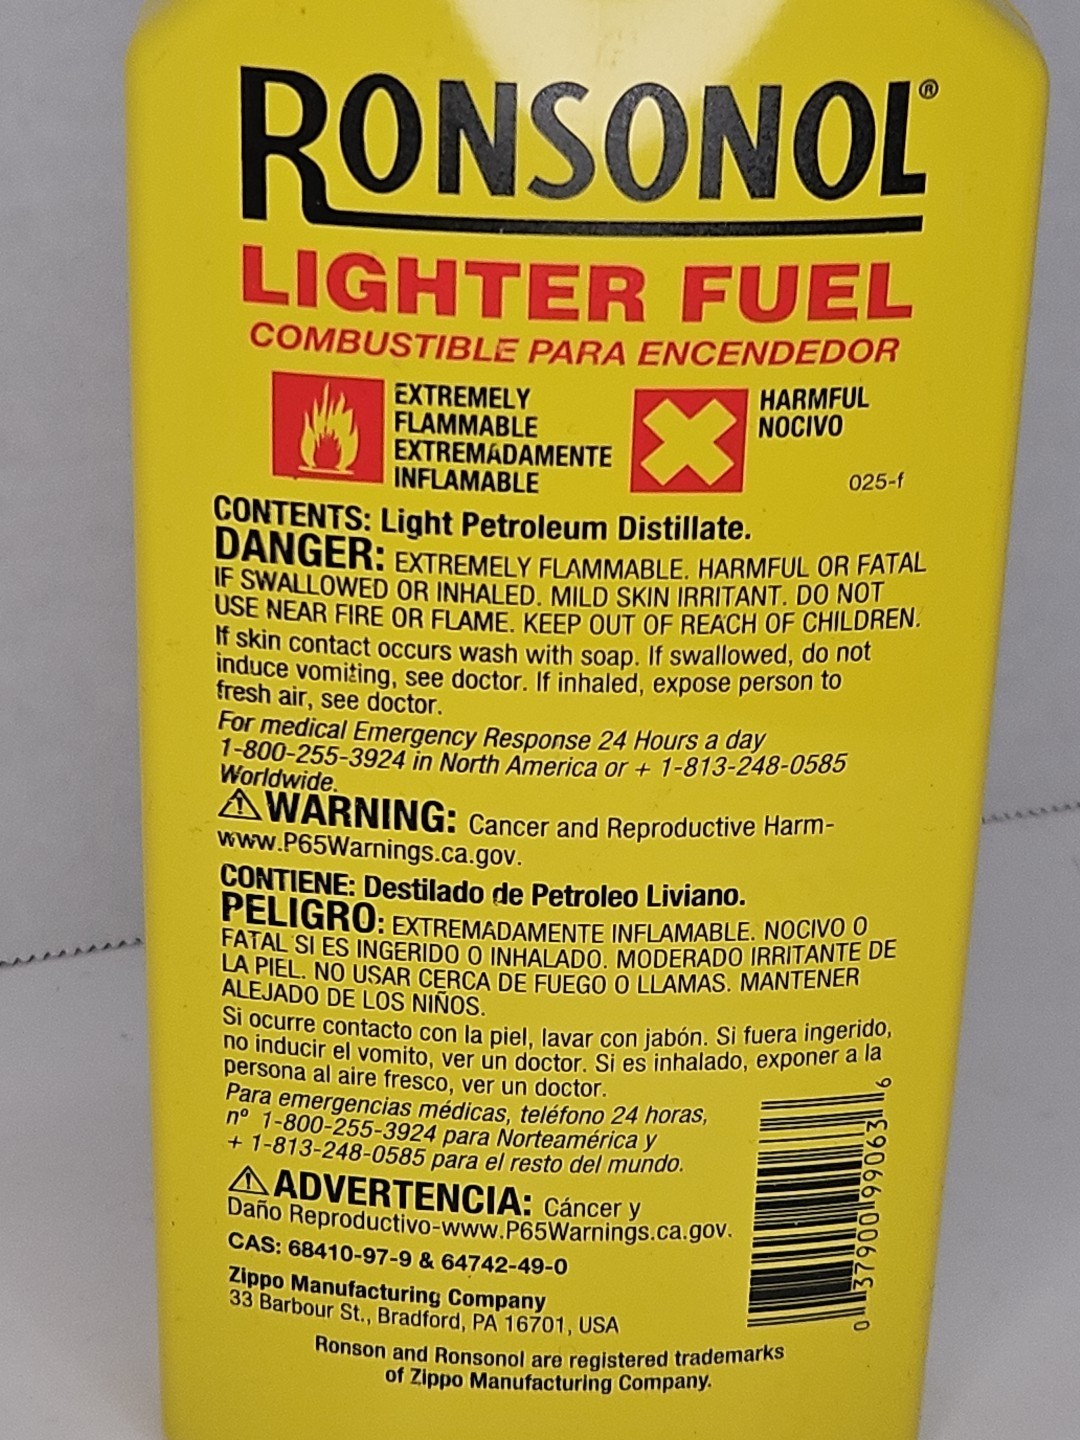 RONSONOL®
LIGHTER FUEL
COMBUSTIBLE PARA ENCENDEDOR
EXTREMELY
FLAMMABLE
EXTREMADAMENTE
INFLAMABLE
HARMFUL
NOCIVO
025-f
CONTENTS: Light Petroleum Distillate.
DANGER: EXTREMELY FLAMMABLE. HARMFUL OR FATAL
IF SWALLOWED OR INHALED. MILD SKIN IRRITANT. DO NOT
USE NEAR FIRE OR FLAME. KEEP OUT OF REACH OF CHILDREN.
If skin contact occurs wash with soap. If swallowed, do not
induce vomiting, see doctor. If inhaled, expose person to
fresh air, see doctor.
For medical Emergency Response 24 Hours a day
1-800-255-3924 in North America or + 1-813-248-0585
Worldwide.
⚠WARNING: Cancer and Reproductive Harm-
www.P65Warnings.ca.gov.
CONTIENE: Destilado de Petroleo Liviano.
PELIGRO: EXTREMADAMENTE INFLAMABLE. NOCIVO O
FATAL SI ES INGERIDO O INHALADO. MODERADO IRRITANTE DE
LA PIEL. NO USAR CERCA DE FUEGO O LLAMAS. MANTENER
ALEJADO DE LOS NIÑOS.
Si ocurre contacto con la piel, lavar con jabón. Si fuera ingerido,
no inducir el vomito, ver un doctor. Si es inhalado, exponer a la
persona al aire fresco, ver un doctor.
Para emergencias médicas, teléfono 24 horas,
nº 1-800-255-3924 para Norteamérica y
+ 1-813-248-0585 para el resto del mundo.
⚠ADVERTENCIA: Cáncer y
Daño Reproductivo-www.P65Warnings.ca.gov.
CAS: 68410-97-9 & 64742-49-0
Zippo Manufacturing Company
33 Barbour St., Bradford, PA 16701, USA
Ronson and Ronsonol are registered trademarks
of Zippo Manufacturing Company.
0 37900 99063 6